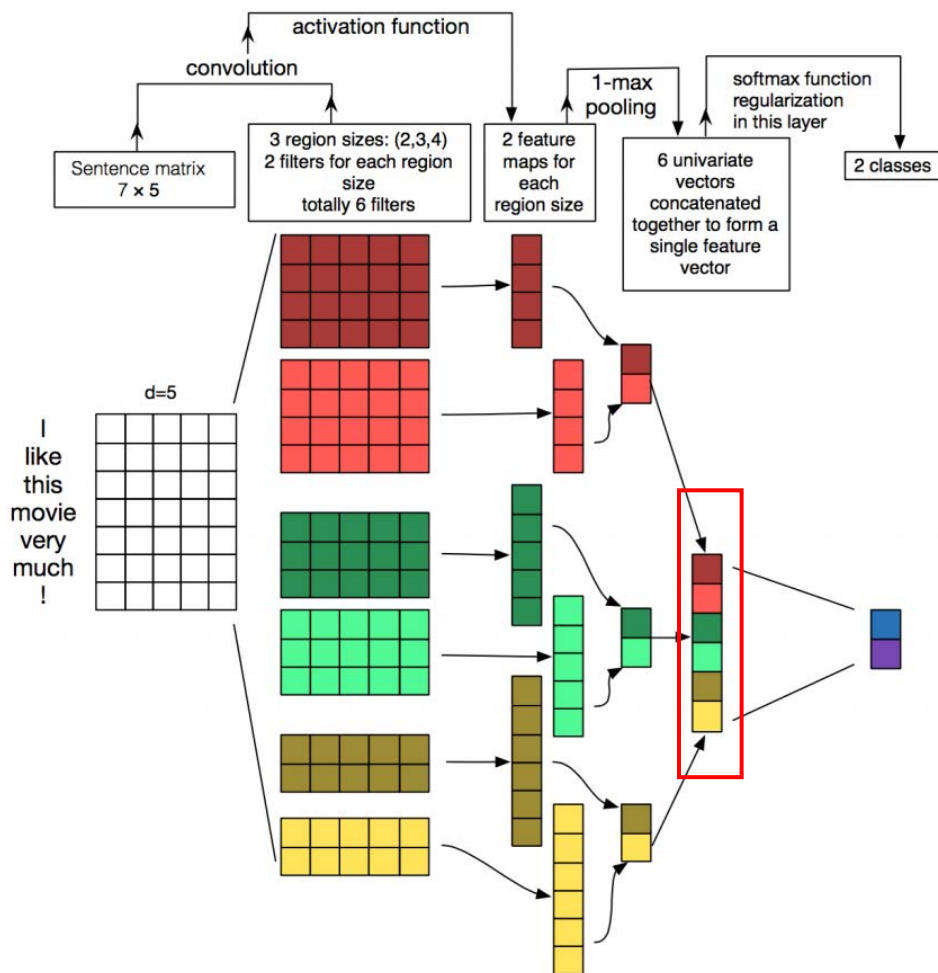 activation function
convolution
1-max
pooling
softmax function
regularization
in this layer
Sentence matrix
7 × 5
3 region sizes: (2,3,4)
2 filters for each region
size
totally 6 filters
2 feature
maps for
each
region size
6 univariate
vectors
concatenated
together to form a
single feature
vector
2 classes
d=5
I
like
this
movie
very
much
!